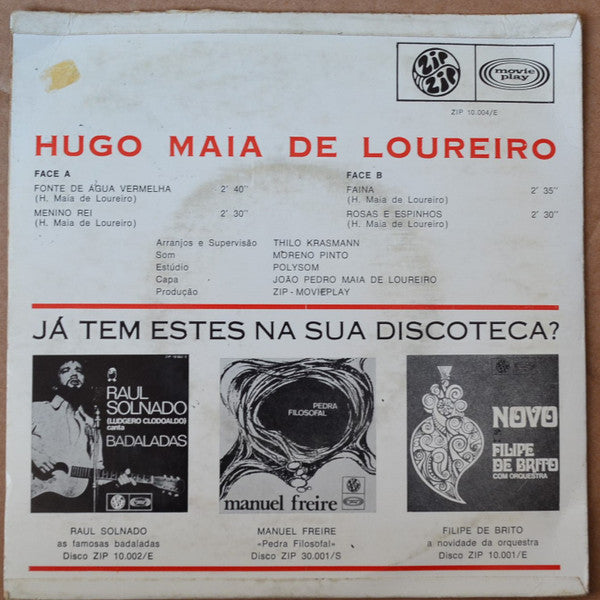 zip zip
movie play
ZIP 10.004/E
HUGO MAIA DE LOUREIRO
FACE A
FONTE DE ÁGUA VERMELHA 2' 40"
(H. Maia de Loureiro)
MENINO REI 2' 30"
(H. Maia de Loureiro)
FACE B
FAINA 2' 35"
(H. Maia de Loureiro)
ROSAS E ESPINHOS 2' 30"
(H. Maia de Loureiro)
Arranjos e Supervisão THILO KRASMANN
Som MORENO PINTO
Estúdio POLYSOM
Capa JOÃO PEDRO MAIA DE LOUREIRO
Produção ZIP-MOVIEPLAY
JÁ TEM ESTES NA SUA DISCOTECA?
RAUL
SOLNADO
(LUDGERO CLODOALDO)
canta
BADALADAS
PEDRA
FILOSOFAL
manuel freire
NOVO
FILIPE
DE BRITO
COM ORQUESTRA
RAUL SOLNADO
as famosas badaladas
Disco ZIP 10.002/E
MANUEL FREIRE
«Pedra Filosofal»
Disco ZIP 30.001/S
FILIPE DE BRITO
a novidade da orquestra
Disco ZIP 10.001/E